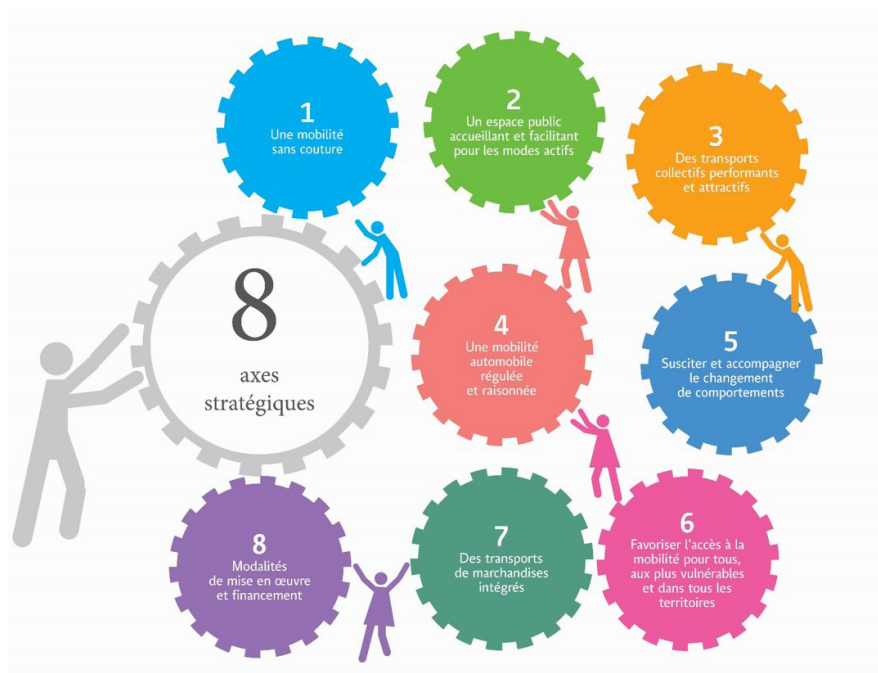 1
Une mobilité
sans couture
2
Un espace public
accueillant et facilitant
pour les modes actifs
3
Des transports
collectifs performants
et attractifs
8
axes
stratégiques
4
Une mobilité
automobile
régulée
et raisonnée
5
Susciter et accompagner
le changement
de comportements
8
Modalités
de mise en œuvre
et financement
7
Des transports
de marchandises
intégrés
6
Favoriser l'accès à la
mobilité pour tous,
aux plus vulnérables
et dans tous les
territoires